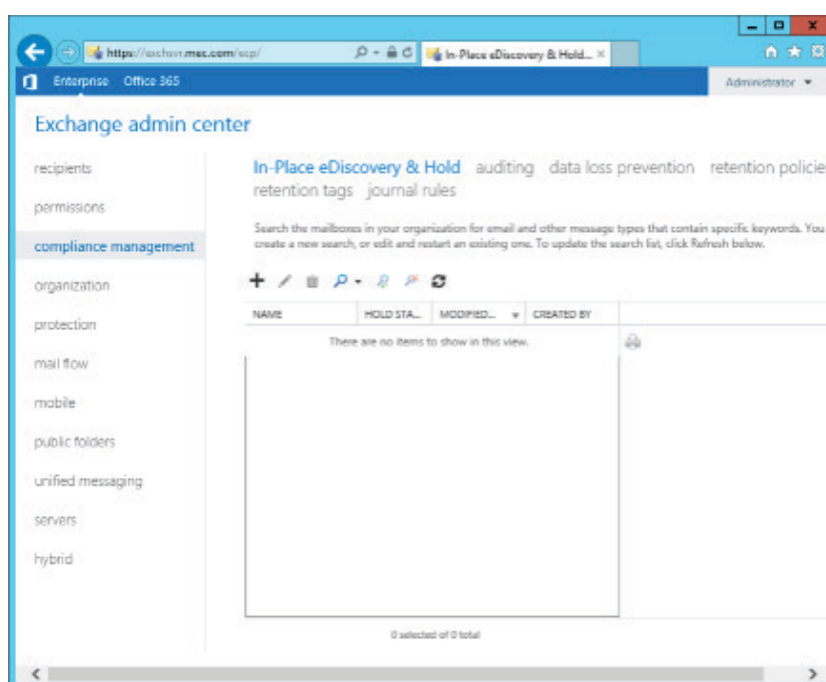 https://exchsvr.mec.com/ecp/
In-Place eDiscovery & Hold...
Enterprise Office 365
Administrator
Exchange admin center
recipients
permissions
compliance management
organization
protection
mail flow
mobile
public folders
unified messaging
servers
hybrid
In-Place eDiscovery & Hold auditing data loss prevention retention policie
retention tags journal rules
Search the mailboxes in your organization for email and other message types that contain specific keywords. You
create a new search, or edit and restart an existing one. To update the search list, click Refresh below.
NAME HOLD STA... MODIFIED... CREATED BY
There are no items to show in this view.
0 selected of 0 total